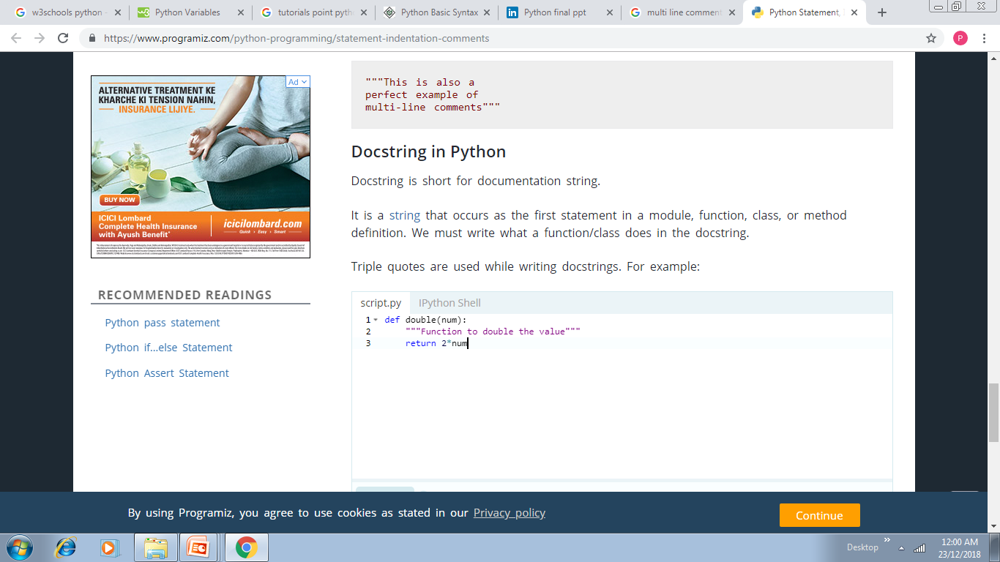 w3schools python -
Python Variables
tutorials point pyth
Python Basic Syntax
Python final ppt
multi line comment
Python Statement, I
https://www.programiz.com/python-programming/statement-indentation-comments
P
Ad
ALTERNATIVE TREATMENT KE
KHARCHE KI TENSION NAHIN,
INSURANCE LIJIYE.
BUY NOW
ICICI Lombard
Complete Health Insurance
with Ayush Benefit*
icicilombard.com
Quick › Easy › Smart
RECOMMENDED READINGS
Python pass statement
Python if...else Statement
Python Assert Statement
"""This is also a
perfect example of
multi-line comments"""
Docstring in Python
Docstring is short for documentation string.
It is a string that occurs as the first statement in a module, function, class, or method
definition. We must write what a function/class does in the docstring.
Triple quotes are used while writing docstrings. For example:
script.py IPython Shell
1 def double(num):
2 """Function to double the value"""
3 return 2*num
By using Programiz, you agree to use cookies as stated in our Privacy policy
Continue
Desktop
12:00 AM
23/12/2018